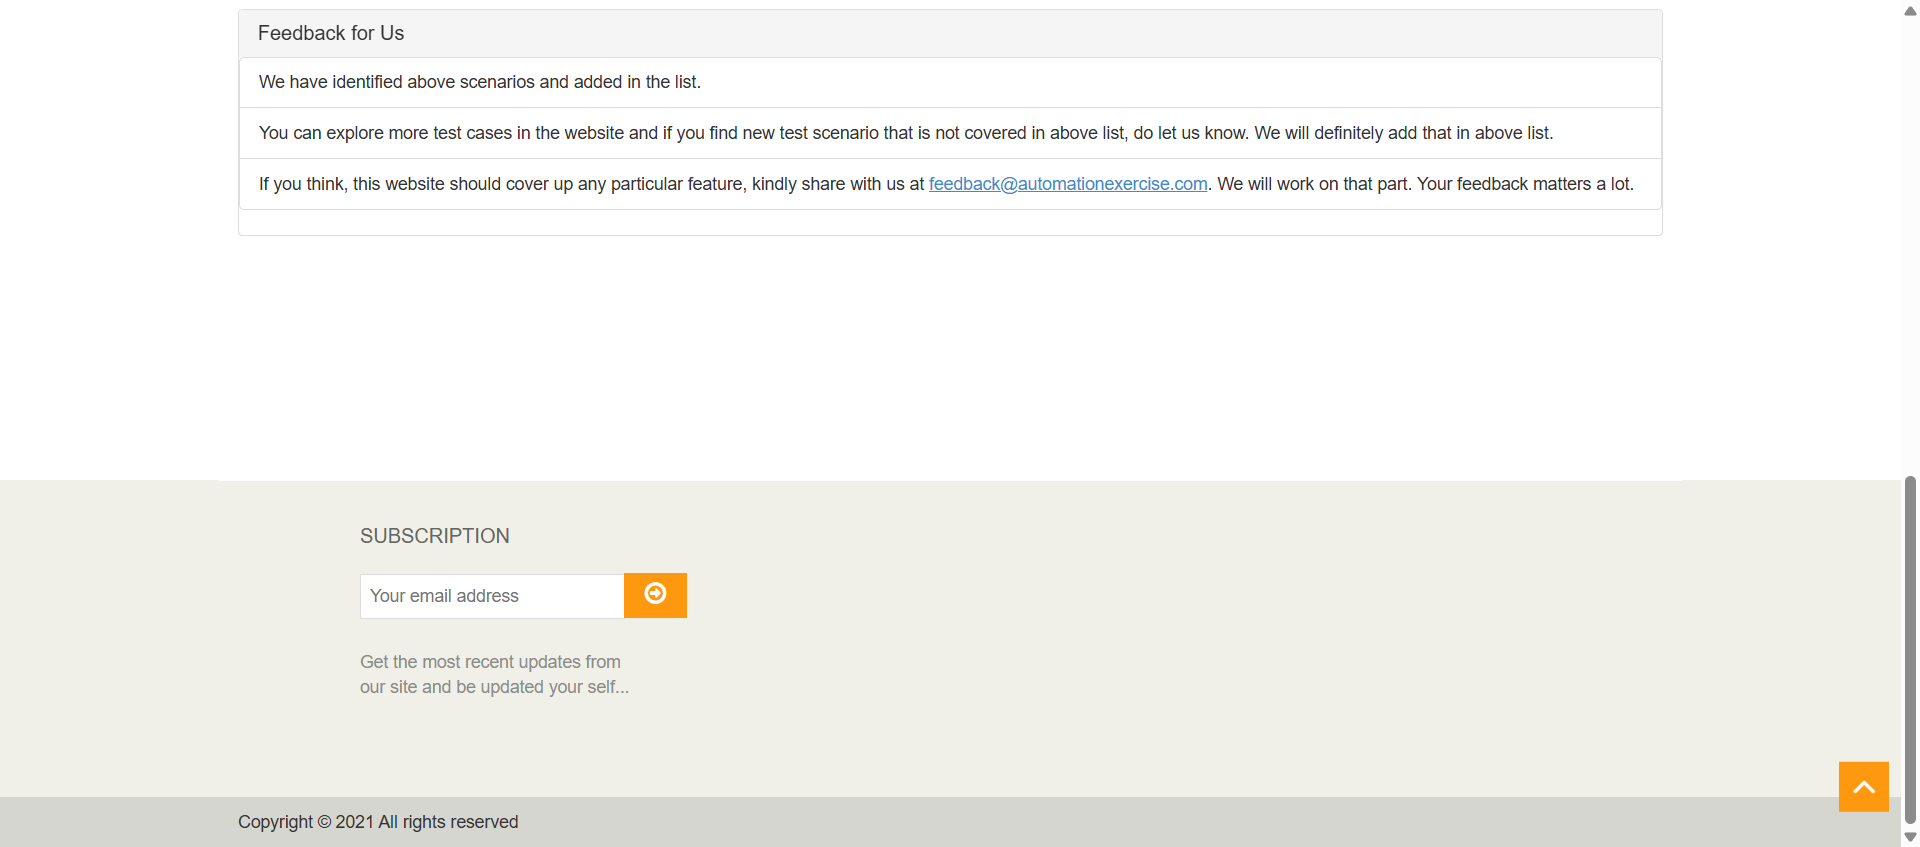 Feedback for Us
We have identified above scenarios and added in the list.
You can explore more test cases in the website and if you find new test scenario that is not covered in above list, do let us know. We will definitely add that in above list.
If you think, this website should cover up any particular feature, kindly share with us at feedback@automationexercise.com. We will work on that part. Your feedback matters a lot.
SUBSCRIPTION
Your email address
Get the most recent updates from
our site and be updated your self...
Copyright © 2021 All rights reserved